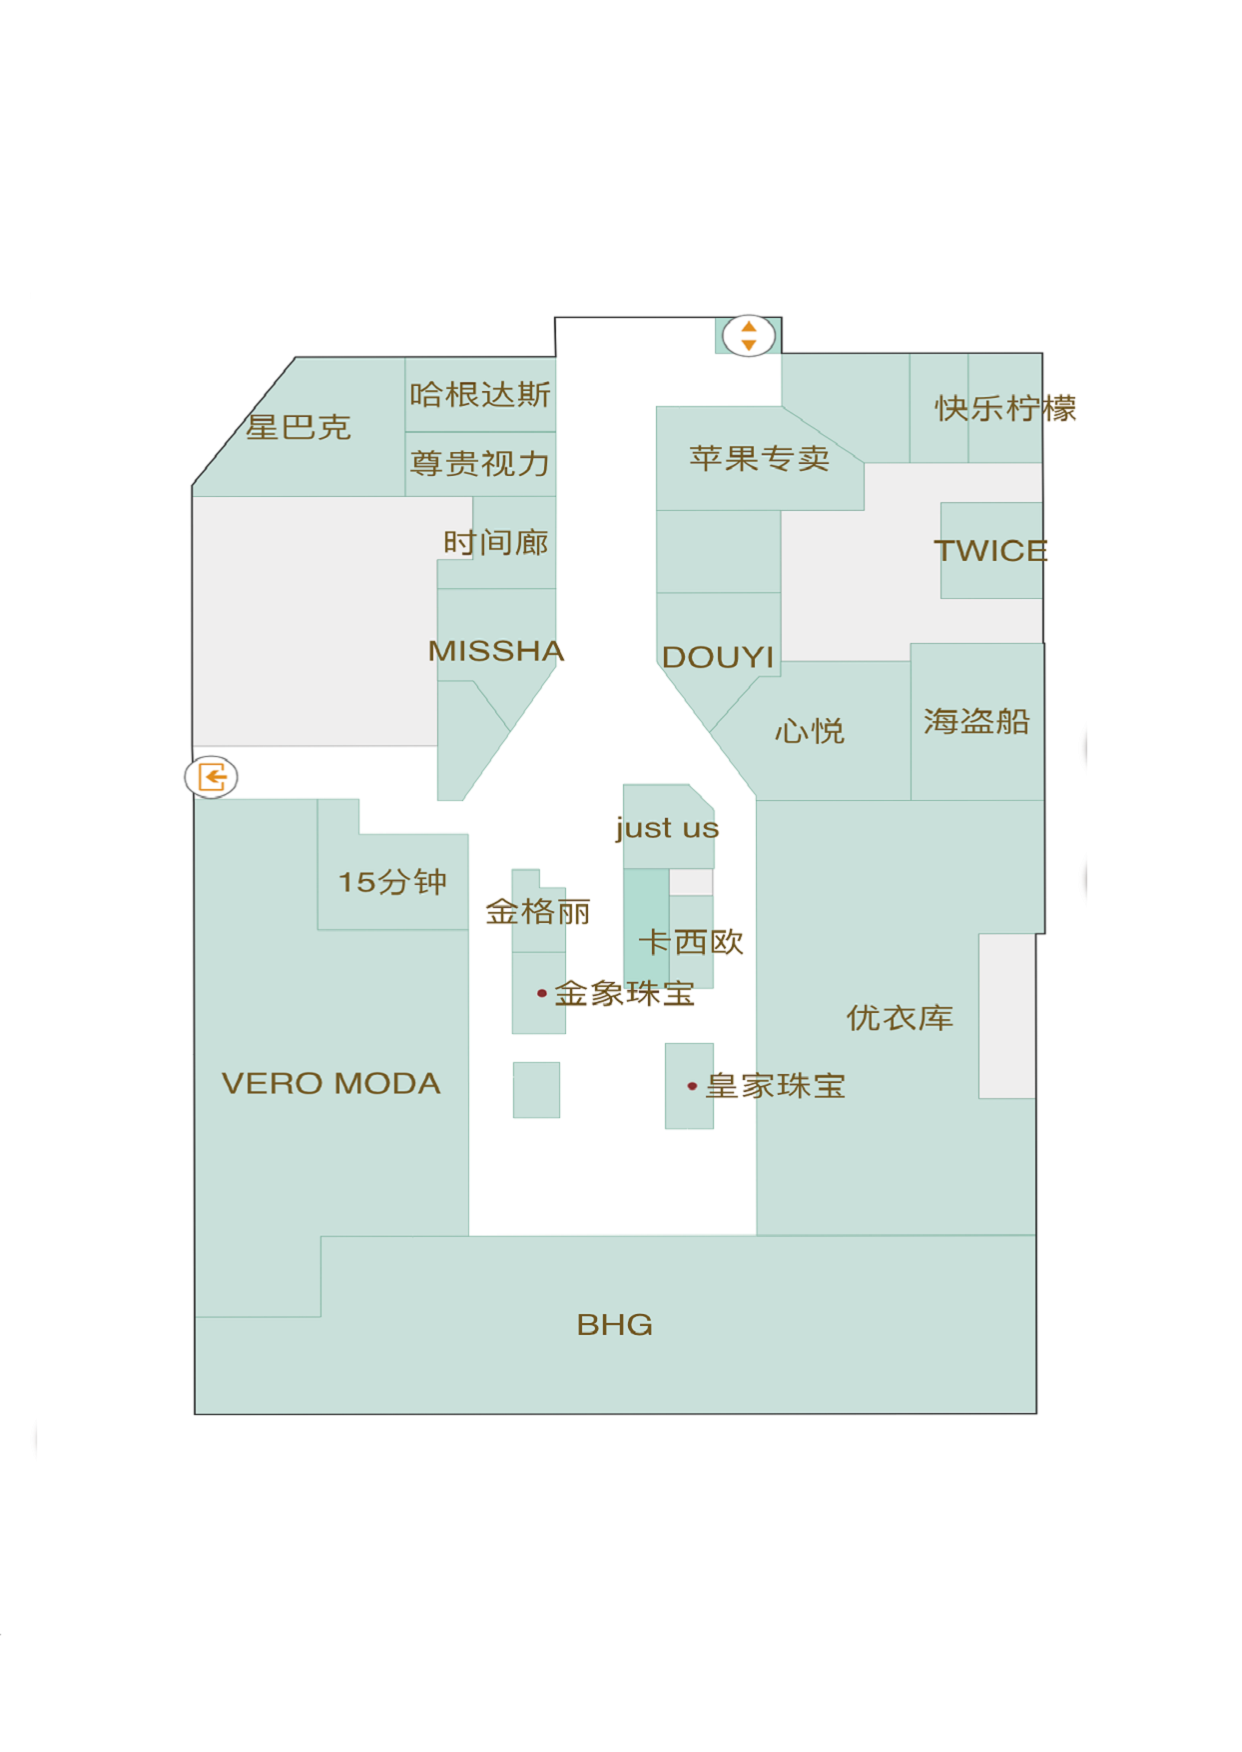 哈根达斯
星巴克
快乐柠檬
尊贵视力
苹果专卖
时间廊
TWICE
MISSHA
DOUYI
心悦
海盗船
just us
15分钟
金格丽
卡西欧
金象珠宝
优衣库
VERO MODA
皇家珠宝
BHG